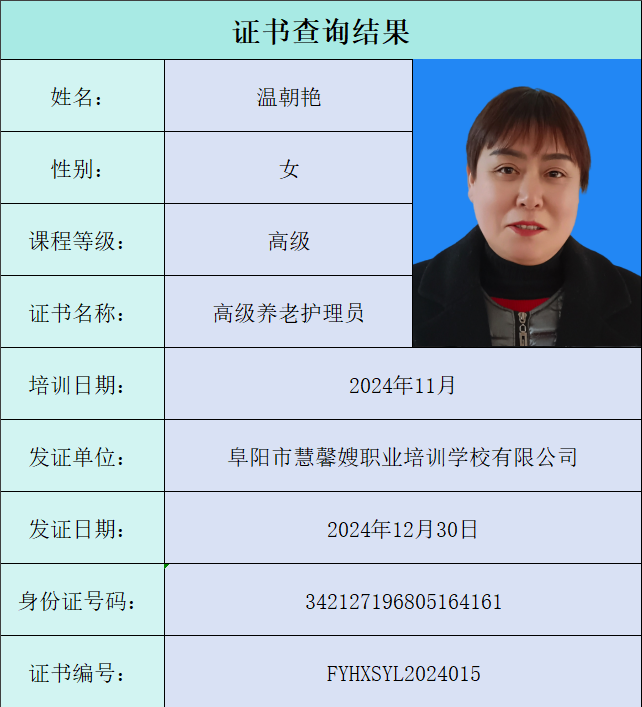 证书查询结果
姓名： 温朝艳
性别： 女
课程等级： 高级
证书名称： 高级养老护理员
培训日期： 2024年11月
发证单位： 阜阳市慧馨嫂职业培训学校有限公司
发证日期： 2024年12月30日
身份证号码： 342127196805164161
证书编号： FYHXSYL2024015